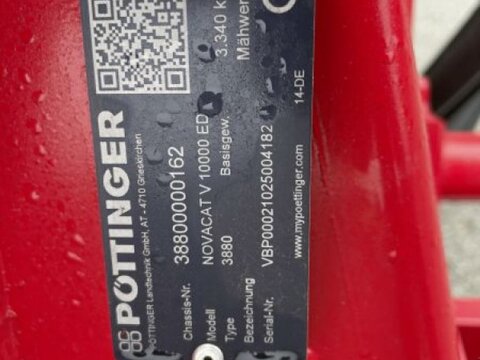 PÖTTINGER
PÖTTINGER Landtechnik GmbH, AT - 4710 Grieskirchen
Chassis-Nr. 38800000162
Modell NOVACAT V 10000 ED
Type 3880 Basisgew. 3.340 k
Bezeichnung Mähwer
Serial-Nr. VBP00021025004182
www.mypoettinger.com 14-DE